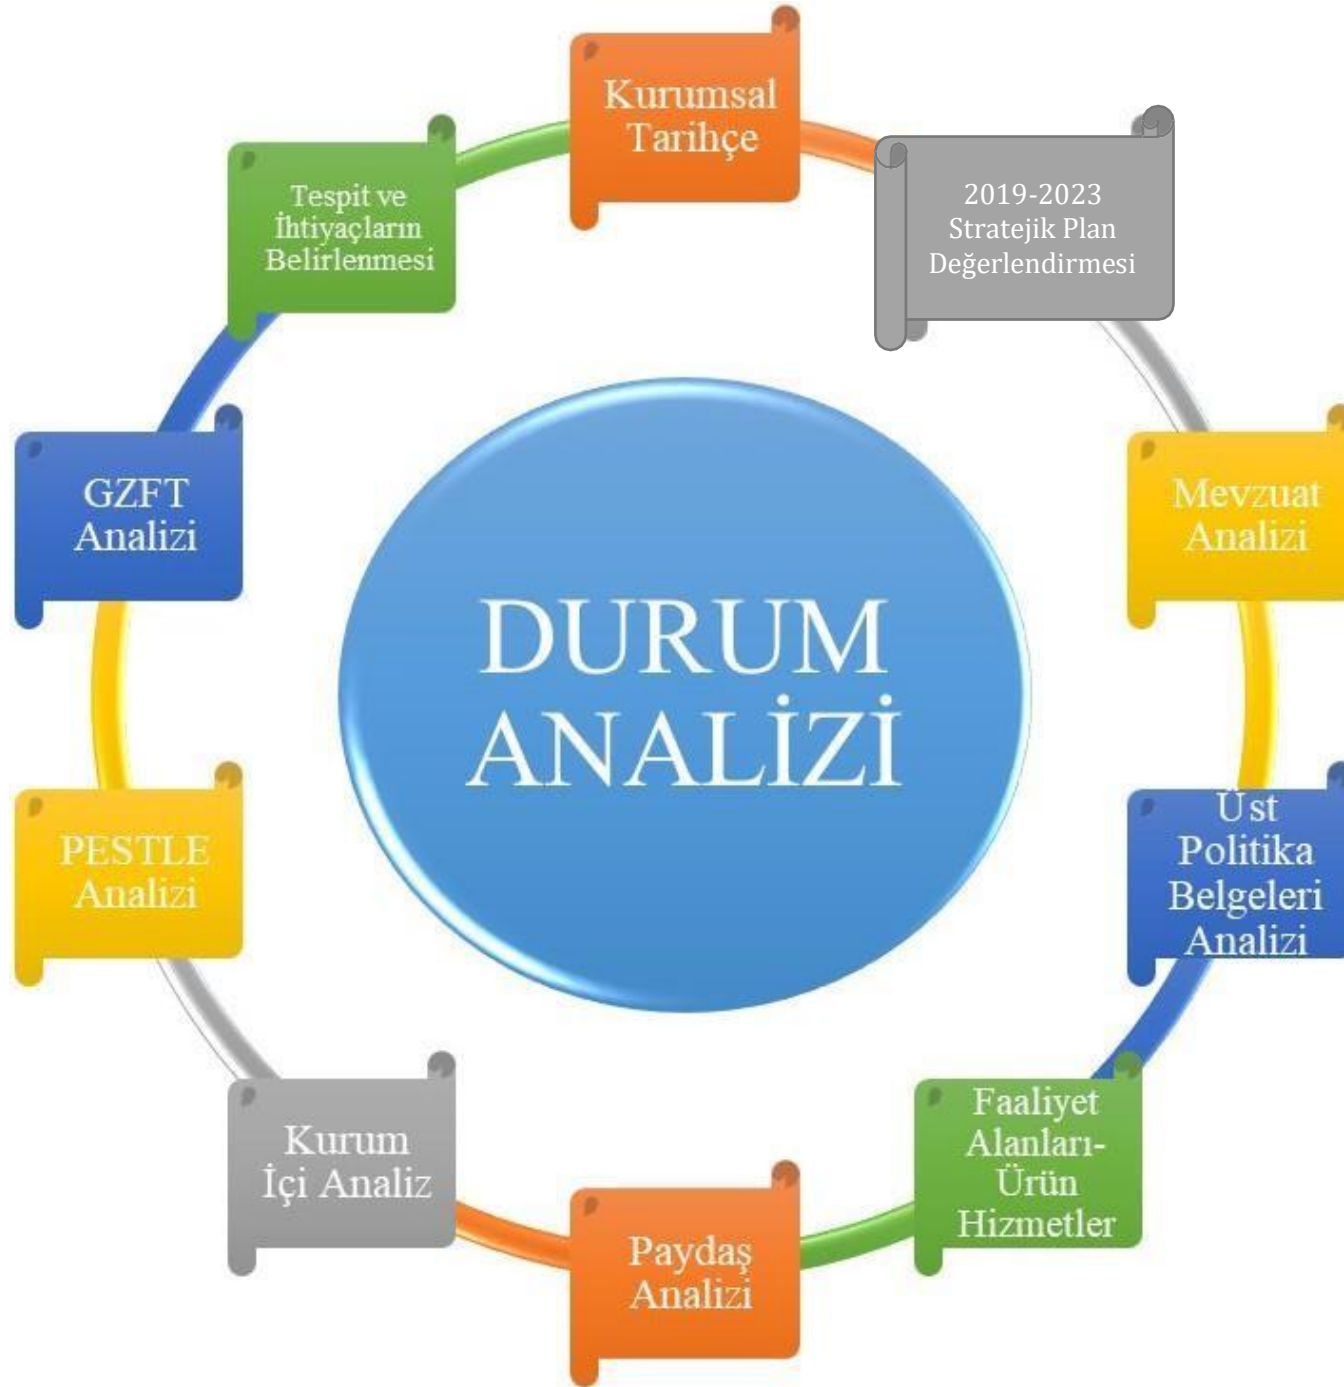 Kurumsal
Tarihçe
2019-2023
Stratejik Plan
Değerlendirmesi
Mevzuat
Analizi
Üst
Politika
Belgeleri
Analizi
Faaliyet
Alanları-
Ürün
Hizmetler
Paydaş
Analizi
Kurum
İçi Analiz
PESTLE
Analizi
GZFT
Analizi
Tespit ve
İhtiyaçların
Belirlenmesi
DURUM
ANALİZİ